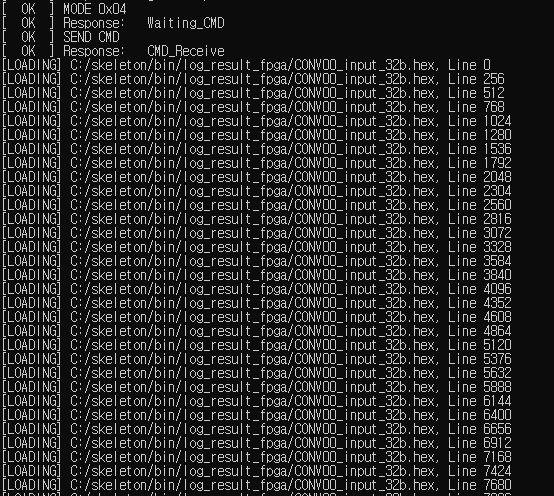 [  OK  ] MODE 0x04
[  OK  ] Response:   Waiting_CMD
[  OK  ] SEND CMD
[  OK  ] Response:   CMD_Receive
[LOADING] C:/skeleton/bin/log_result_fpga/CONV00_input_32b.hex, Line 0
[LOADING] C:/skeleton/bin/log_result_fpga/CONV00_input_32b.hex, Line 256
[LOADING] C:/skeleton/bin/log_result_fpga/CONV00_input_32b.hex, Line 512
[LOADING] C:/skeleton/bin/log_result_fpga/CONV00_input_32b.hex, Line 768
[LOADING] C:/skeleton/bin/log_result_fpga/CONV00_input_32b.hex, Line 1024
[LOADING] C:/skeleton/bin/log_result_fpga/CONV00_input_32b.hex, Line 1280
[LOADING] C:/skeleton/bin/log_result_fpga/CONV00_input_32b.hex, Line 1536
[LOADING] C:/skeleton/bin/log_result_fpga/CONV00_input_32b.hex, Line 1792
[LOADING] C:/skeleton/bin/log_result_fpga/CONV00_input_32b.hex, Line 2048
[LOADING] C:/skeleton/bin/log_result_fpga/CONV00_input_32b.hex, Line 2304
[LOADING] C:/skeleton/bin/log_result_fpga/CONV00_input_32b.hex, Line 2560
[LOADING] C:/skeleton/bin/log_result_fpga/CONV00_input_32b.hex, Line 2816
[LOADING] C:/skeleton/bin/log_result_fpga/CONV00_input_32b.hex, Line 3072
[LOADING] C:/skeleton/bin/log_result_fpga/CONV00_input_32b.hex, Line 3328
[LOADING] C:/skeleton/bin/log_result_fpga/CONV00_input_32b.hex, Line 3584
[LOADING] C:/skeleton/bin/log_result_fpga/CONV00_input_32b.hex, Line 3840
[LOADING] C:/skeleton/bin/log_result_fpga/CONV00_input_32b.hex, Line 4096
[LOADING] C:/skeleton/bin/log_result_fpga/CONV00_input_32b.hex, Line 4352
[LOADING] C:/skeleton/bin/log_result_fpga/CONV00_input_32b.hex, Line 4608
[LOADING] C:/skeleton/bin/log_result_fpga/CONV00_input_32b.hex, Line 4864
[LOADING] C:/skeleton/bin/log_result_fpga/CONV00_input_32b.hex, Line 5120
[LOADING] C:/skeleton/bin/log_result_fpga/CONV00_input_32b.hex, Line 5376
[LOADING] C:/skeleton/bin/log_result_fpga/CONV00_input_32b.hex, Line 5632
[LOADING] C:/skeleton/bin/log_result_fpga/CONV00_input_32b.hex, Line 5888
[LOADING] C:/skeleton/bin/log_result_fpga/CONV00_input_32b.hex, Line 6144
[LOADING] C:/skeleton/bin/log_result_fpga/CONV00_input_32b.hex, Line 6400
[LOADING] C:/skeleton/bin/log_result_fpga/CONV00_input_32b.hex, Line 6656
[LOADING] C:/skeleton/bin/log_result_fpga/CONV00_input_32b.hex, Line 6912
[LOADING] C:/skeleton/bin/log_result_fpga/CONV00_input_32b.hex, Line 7168
[LOADING] C:/skeleton/bin/log_result_fpga/CONV00_input_32b.hex, Line 7424
[LOADING] C:/skeleton/bin/log_result_fpga/CONV00_input_32b.hex, Line 7680